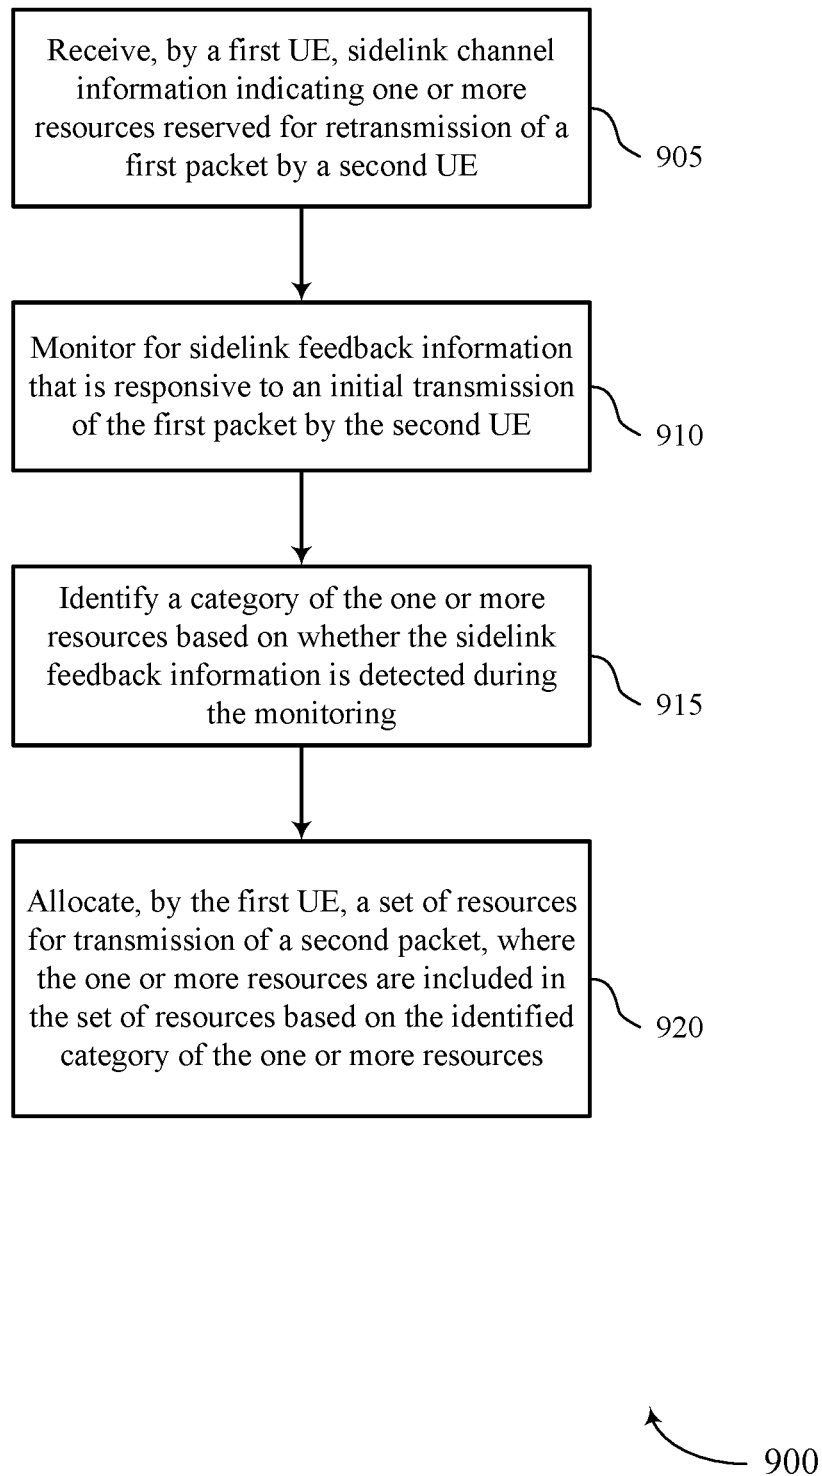 Receive, by a first UE, sidelink channel
information indicating one or more
resources reserved for retransmission of a
first packet by a second UE
905
Monitor for sidelink feedback information
that is responsive to an initial transmission
of the first packet by the second UE
910
Identify a category of the one or more
resources based on whether the sidelink
feedback information is detected during
the monitoring
915
Allocate, by the first UE, a set of resources
for transmission of a second packet, where
the one or more resources are included in
the set of resources based on the identified
category of the one or more resources
920
900